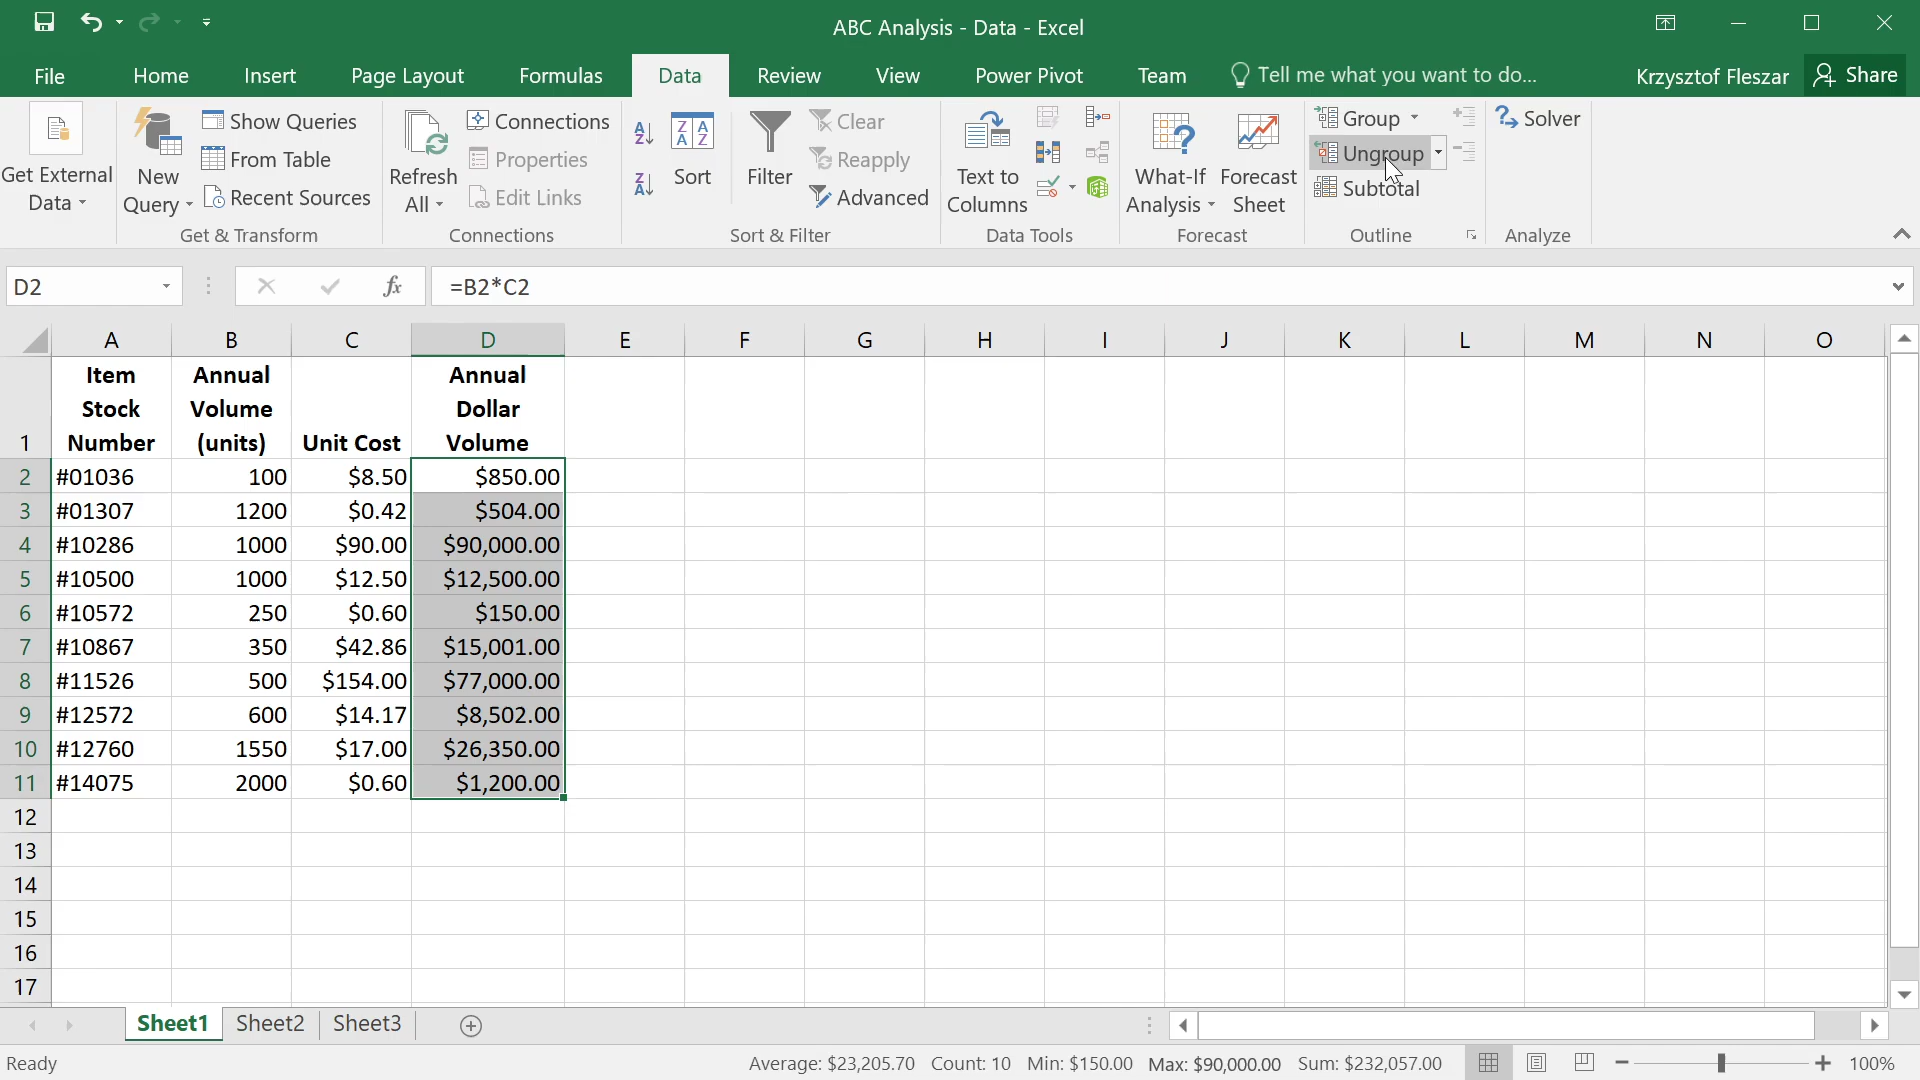 ABC Analysis - Data - Excel
File Home Insert Page Layout Formulas Data Review View Power Pivot Team Tell me what you want to do... Krzysztof Fleszar Share
Get External Data
New Query
Show Queries
From Table
Recent Sources
Get & Transform
Refresh All
Connections
Properties
Edit Links
Connections
Sort
Filter
Clear
Reapply
Advanced
Sort & Filter
Text to Columns
Data Tools
What-If Analysis
Forecast Sheet
Forecast
Group
Ungroup
Subtotal
Outline
Solver
Analyze
D2 fx =B2*C2
A B C D E F G H I J K L M N O
1 Item Stock Number Annual Volume (units) Unit Cost Annual Dollar Volume
2 #01036 100 $8.50 $850.00
3 #01307 1200 $0.42 $504.00
4 #10286 1000 $90.00 $90,000.00
5 #10500 1000 $12.50 $12,500.00
6 #10572 250 $0.60 $150.00
7 #10867 350 $42.86 $15,001.00
8 #11526 500 $154.00 $77,000.00
9 #12572 600 $14.17 $8,502.00
10 #12760 1550 $17.00 $26,350.00
11 #14075 2000 $0.60 $1,200.00
12
13
14
15
16
17
Sheet1 Sheet2 Sheet3
Ready Average: $23,205.70 Count: 10 Min: $150.00 Max: $90,000.00 Sum: $232,057.00 100%